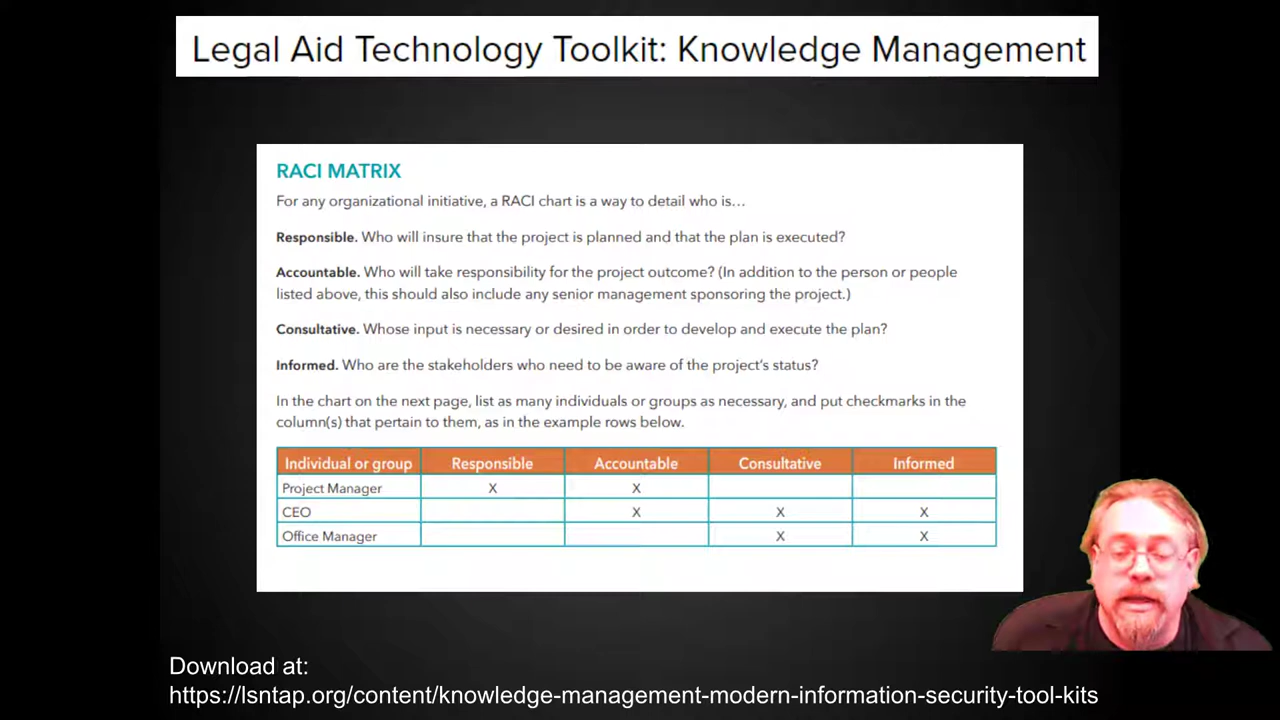 Legal Aid Technology Toolkit: Knowledge Management
RACI MATRIX
For any organizational initiative, a RACI chart is a way to detail who is…
Responsible. Who will insure that the project is planned and that the plan is executed?
Accountable. Who will take responsibility for the project outcome? (In addition to the person or people
listed above, this should also include any senior management sponsoring the project.)
Consultative. Whose input is necessary or desired in order to develop and execute the plan?
Informed. Who are the stakeholders who need to be aware of the project's status?
In the chart on the next page, list as many individuals or groups as necessary, and put checkmarks in the
column(s) that pertain to them, as in the example rows below.
Individual or group Responsible Accountable Consultative Informed
Project Manager X X
CEO X X X
Office Manager X X
Download at:
https://lsntap.org/content/knowledge-management-modern-information-security-tool-kits